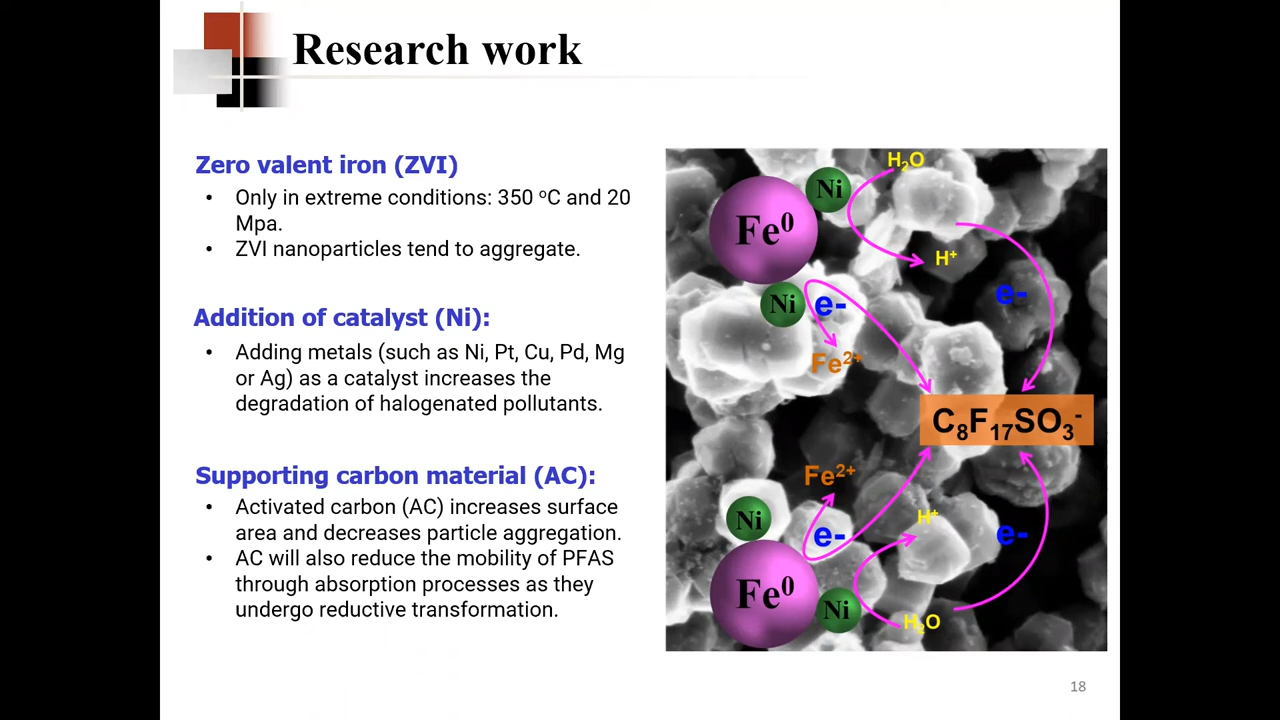 Research work
Zero valent iron (ZVI)
• Only in extreme conditions: 350 ᵒC and 20
Mpa.
• ZVI nanoparticles tend to aggregate.
Addition of catalyst (Ni):
• Adding metals (such as Ni, Pt, Cu, Pd, Mg
or Ag) as a catalyst increases the
degradation of halogenated pollutants.
Supporting carbon material (AC):
• Activated carbon (AC) increases surface
area and decreases particle aggregation.
• AC will also reduce the mobility of PFAS
through absorption processes as they
undergo reductive transformation.
H₂O
Ni
Fe⁰
H⁺
e-
Ni
e-
Fe²⁺
C₈F₁₇SO₃⁻
Fe²⁺
Ni
H⁺
e-
e-
Fe⁰
Ni
H₂O
18